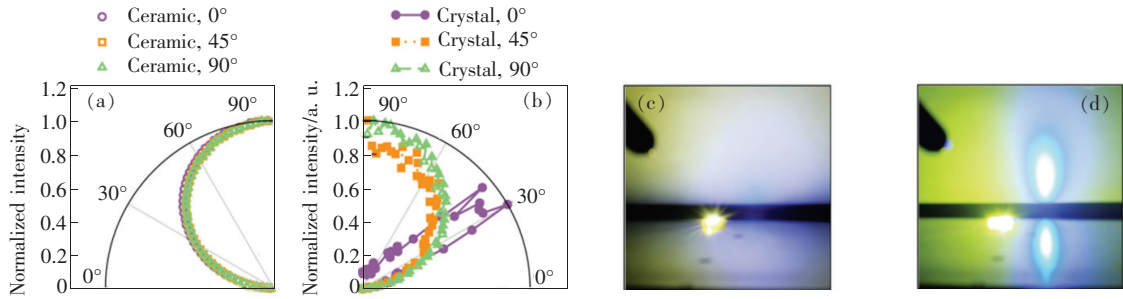 Ceramic, 0°
Ceramic, 45°
Ceramic, 90°
Crystal, 0°
Crystal, 45°
Crystal, 90°
Normalized intensity
1.2
1.0
0.8
0.6
0.4
0.2
0
(a)
90°
60°
30°
0°
Normalized intensity/a. u.
1.2
1.0
0.8
0.6
0.4
0.2
0
(b)
90°
60°
30°
0°
(c)
(d)